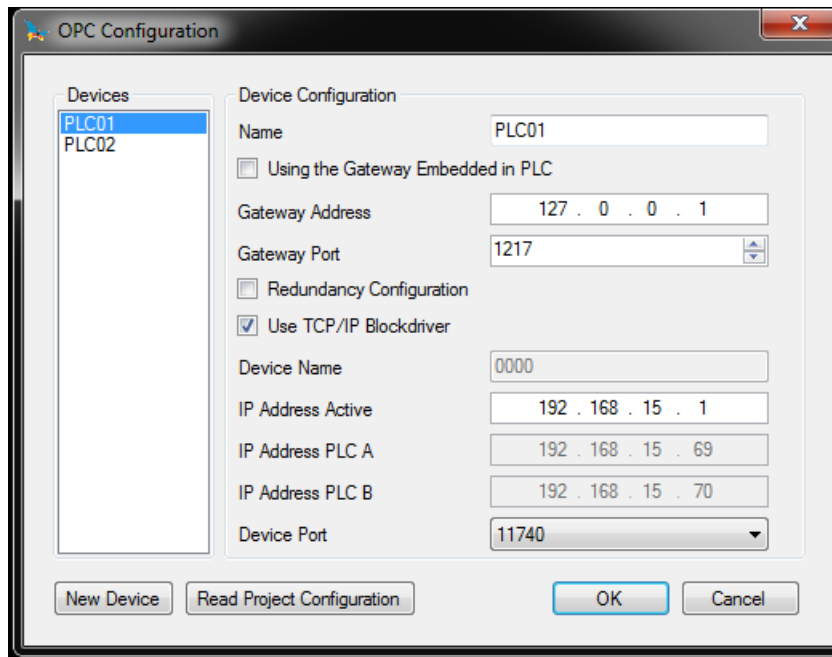 OPC Configuration
Devices
PLC01
PLC02
Device Configuration
Name PLC01
Using the Gateway Embedded in PLC
Gateway Address 127 . 0 . 0 . 1
Gateway Port 1217
Redundancy Configuration
Use TCP/IP Blockdriver
Device Name 0000
IP Address Active 192 . 168 . 15 . 1
IP Address PLC A 192 . 168 . 15 . 69
IP Address PLC B 192 . 168 . 15 . 70
Device Port 11740
New Device Read Project Configuration OK Cancel